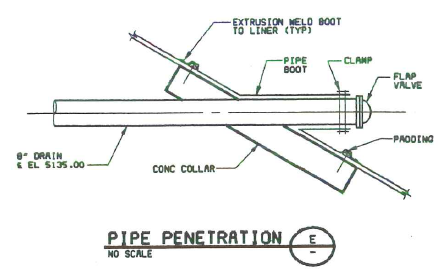 EXTRUSION WELD BOOT
TO LINER (TYP)
PIPE
BOOT
CLAMP
FLAP
VALVE
PADDING
8" DRAIN
℄ EL 5135.00
CONC COLLAR
PIPE PENETRATION
NO SCALE
E
-